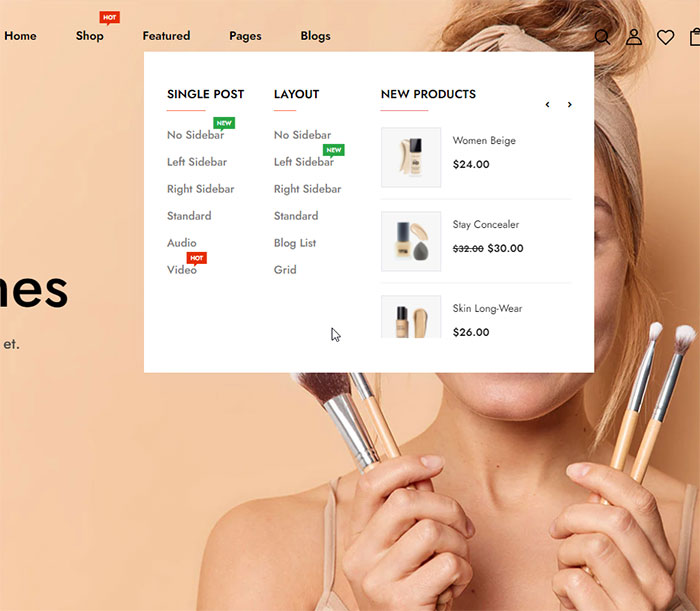 HOT
Home Shop Featured Pages Blogs
SINGLE POST
NEW
No Sidebar
Left Sidebar
Right Sidebar
Standard
Audio
HOT
Video
LAYOUT
No Sidebar
NEW
Left Sidebar
Right Sidebar
Standard
Blog List
Grid
NEW PRODUCTS
Women Beige
$24.00
Stay Concealer
$32.00 $30.00
Skin Long-Wear
$26.00
nes
et.